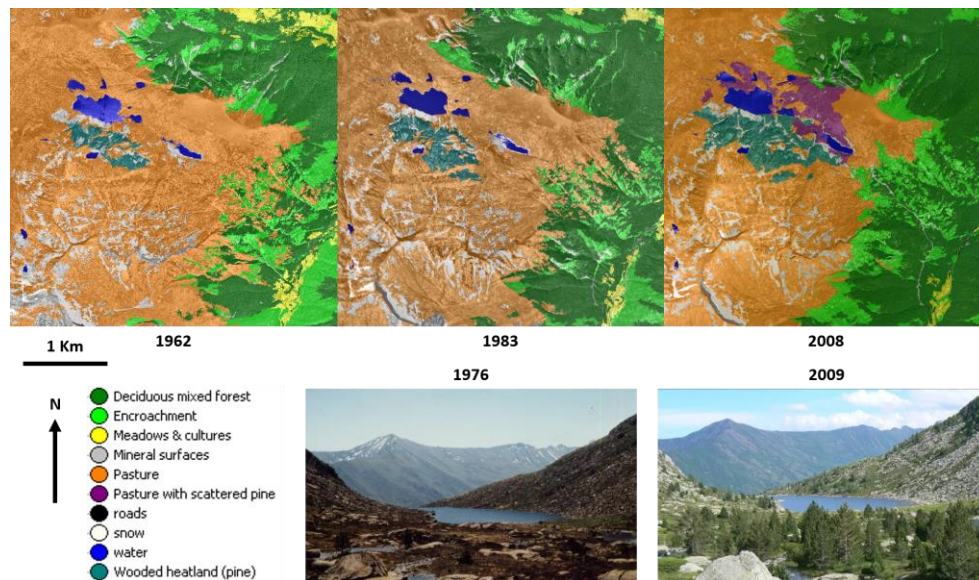 1962
1983
2008
1 Km
1976
2009
N
Deciduous mixed forest
Encroachment
Meadows & cultures
Mineral surfaces
Pasture
Pasture with scattered pine
roads
snow
water
Wooded heatland (pine)